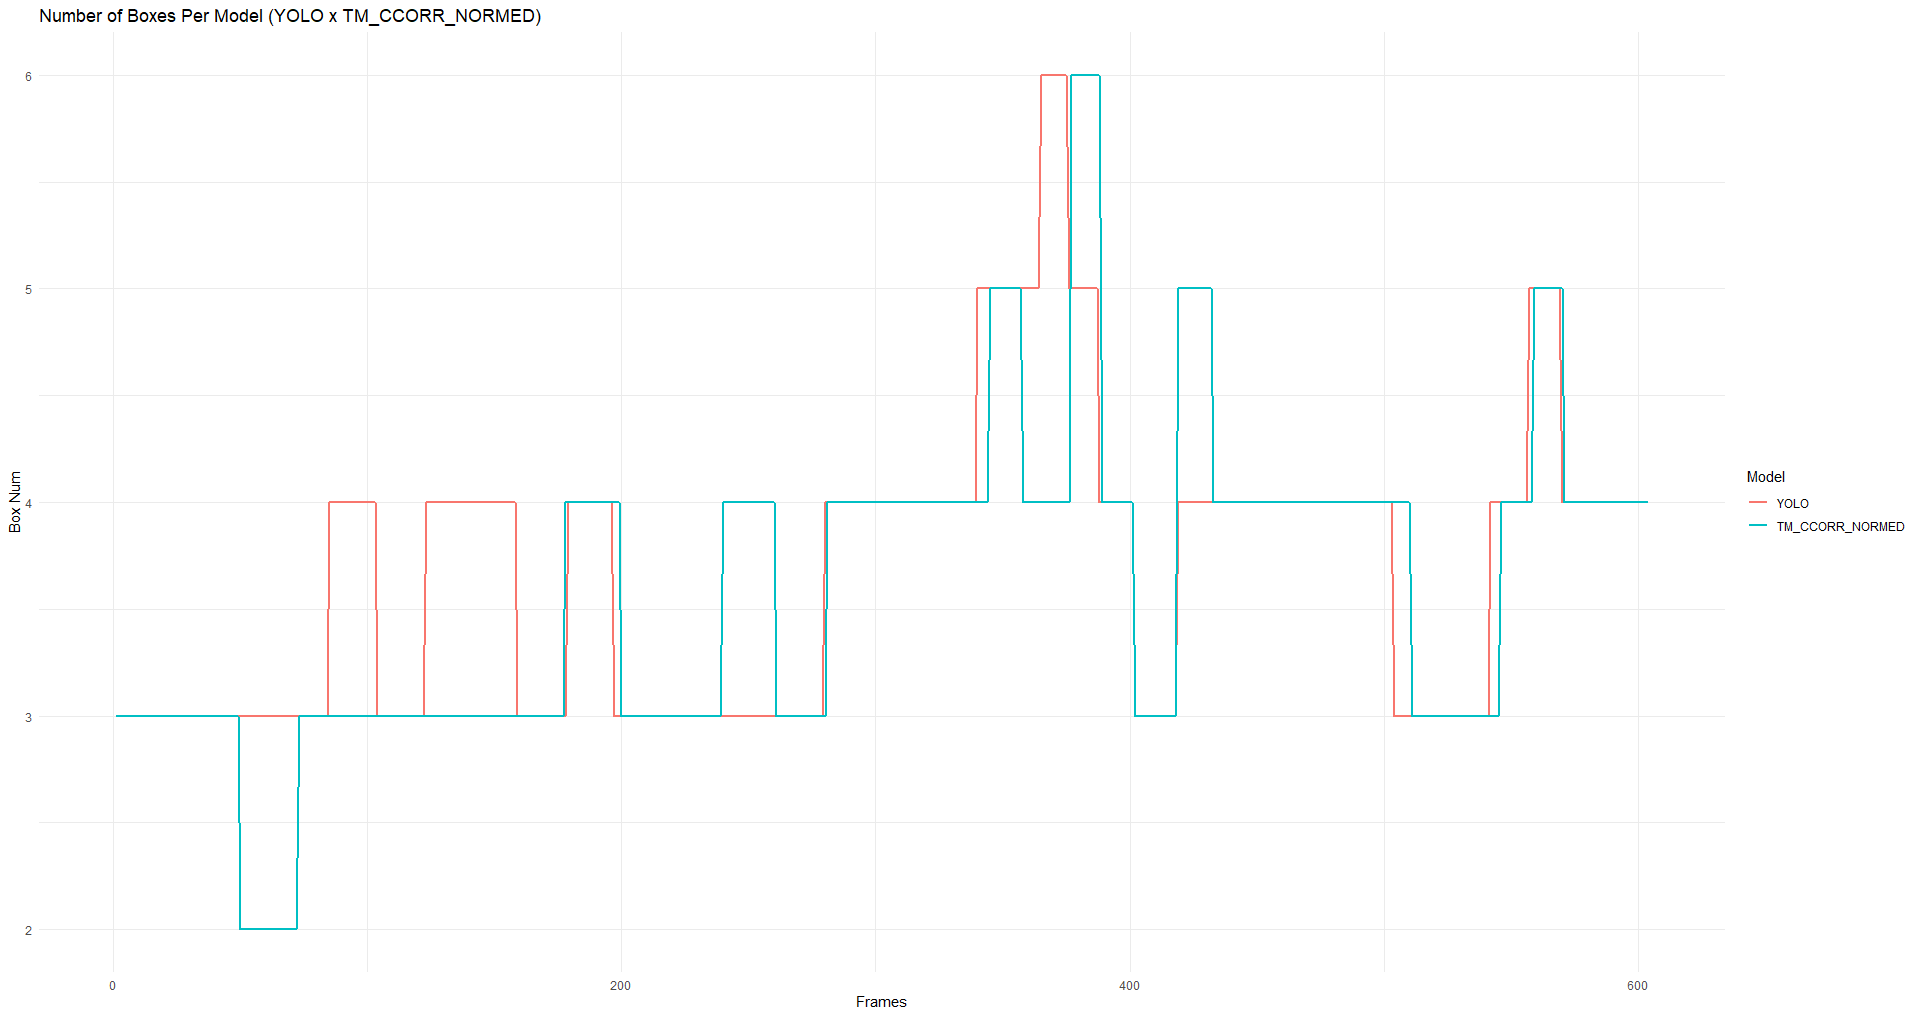 Number of Boxes Per Model (YOLO x TM_CCORR_NORMED)
6
5
4
3
2
Box Num
0
200
400
600
Frames
Model
YOLO
TM_CCORR_NORMED